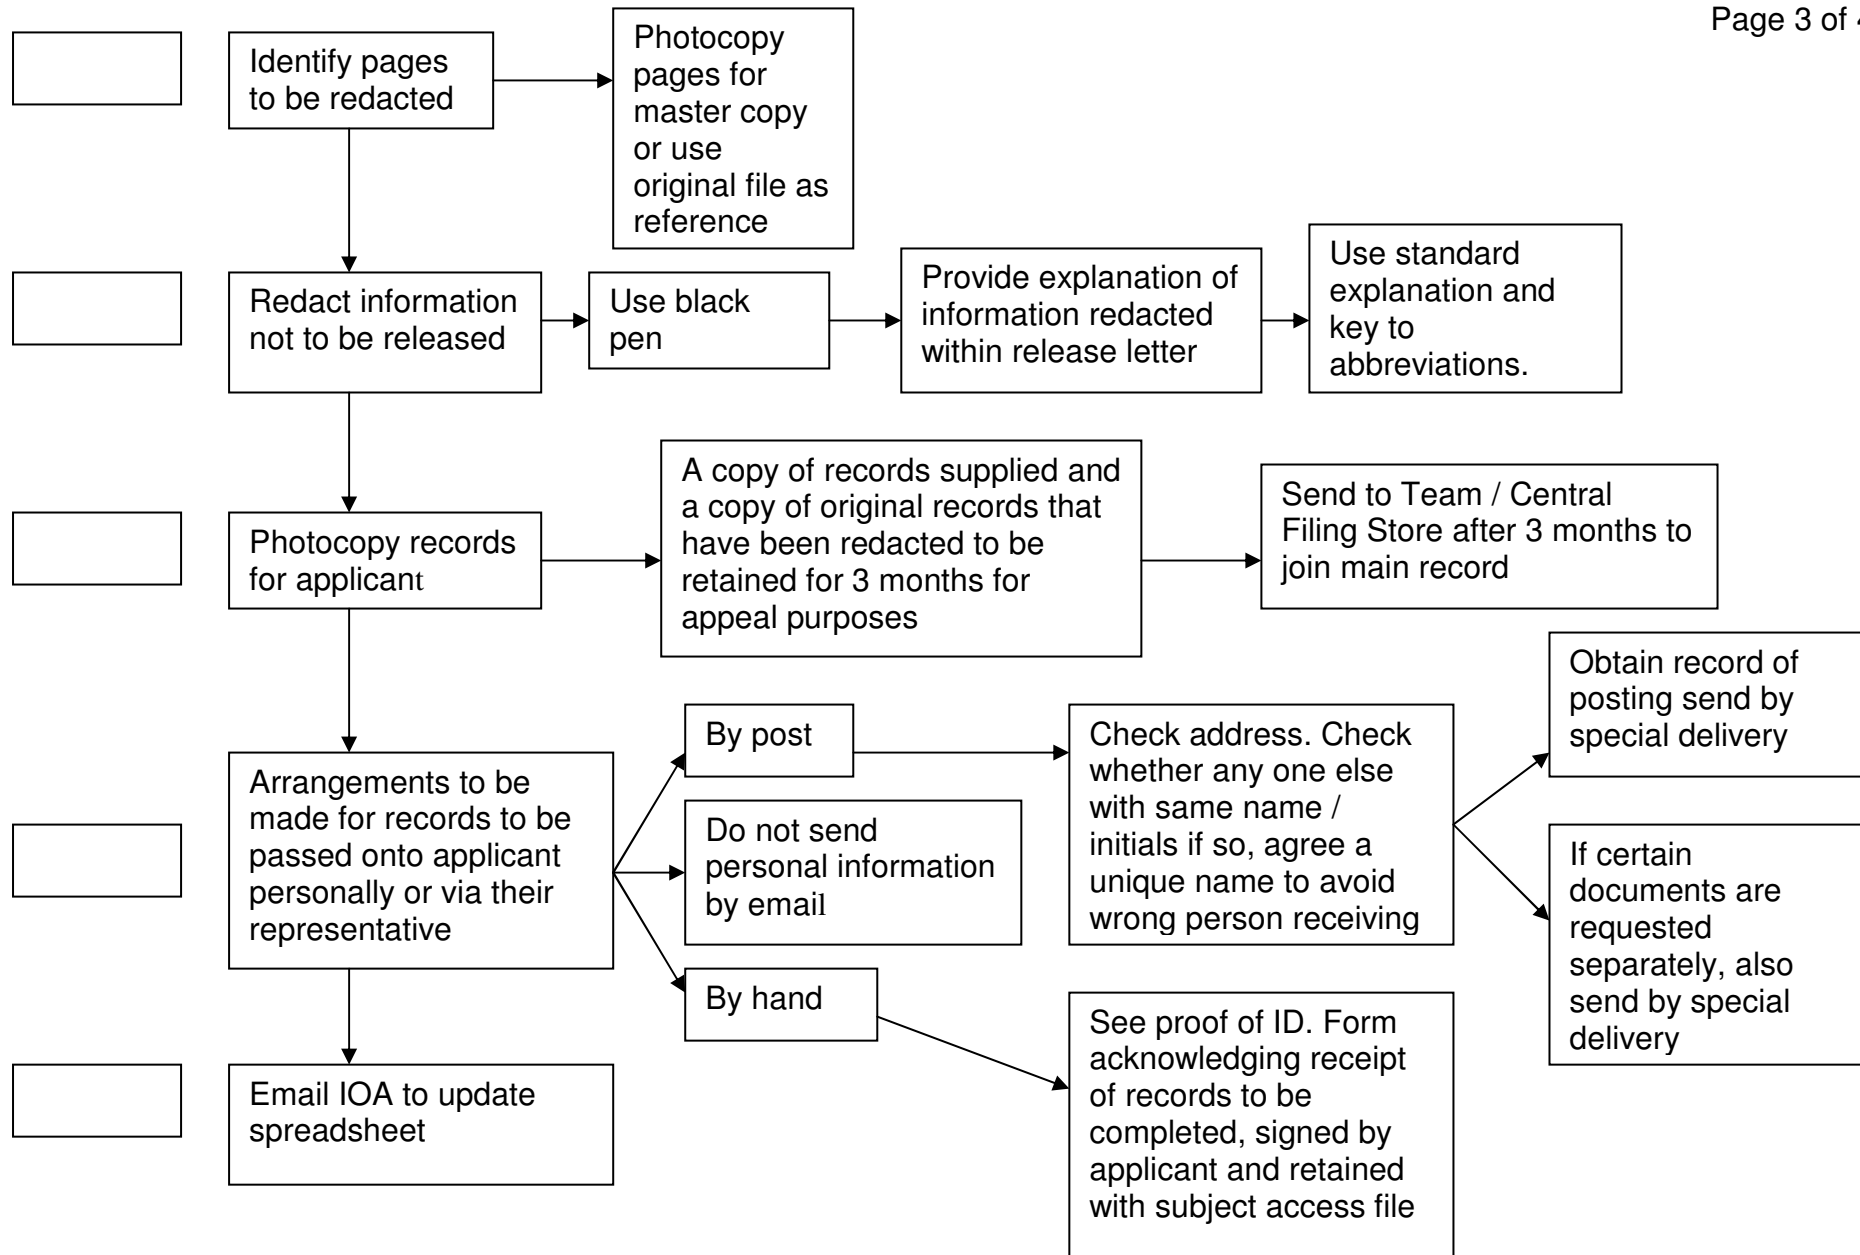 Page 3 of 4
Identify pages
to be redacted
Photocopy
pages for
master copy
or use
original file as
reference
Redact information
not to be released
Use black
pen
Provide explanation of
information redacted
within release letter
Use standard
explanation and
key to
abbreviations.
Photocopy records
for applicant
A copy of records supplied and
a copy of original records that
have been redacted to be
retained for 3 months for
appeal purposes
Send to Team / Central
Filing Store after 3 months to
join main record
Arrangements to be
made for records to be
passed onto applicant
personally or via their
representative
By post
Do not send
personal information
by email
By hand
Check address. Check
whether any one else
with same name /
initials if so, agree a
unique name to avoid
wrong person receiving
Obtain record of
posting send by
special delivery
If certain
documents are
requested
separately, also
send by special
delivery
See proof of ID. Form
acknowledging receipt
of records to be
completed, signed by
applicant and retained
with subject access file
Email IOA to update
spreadsheet